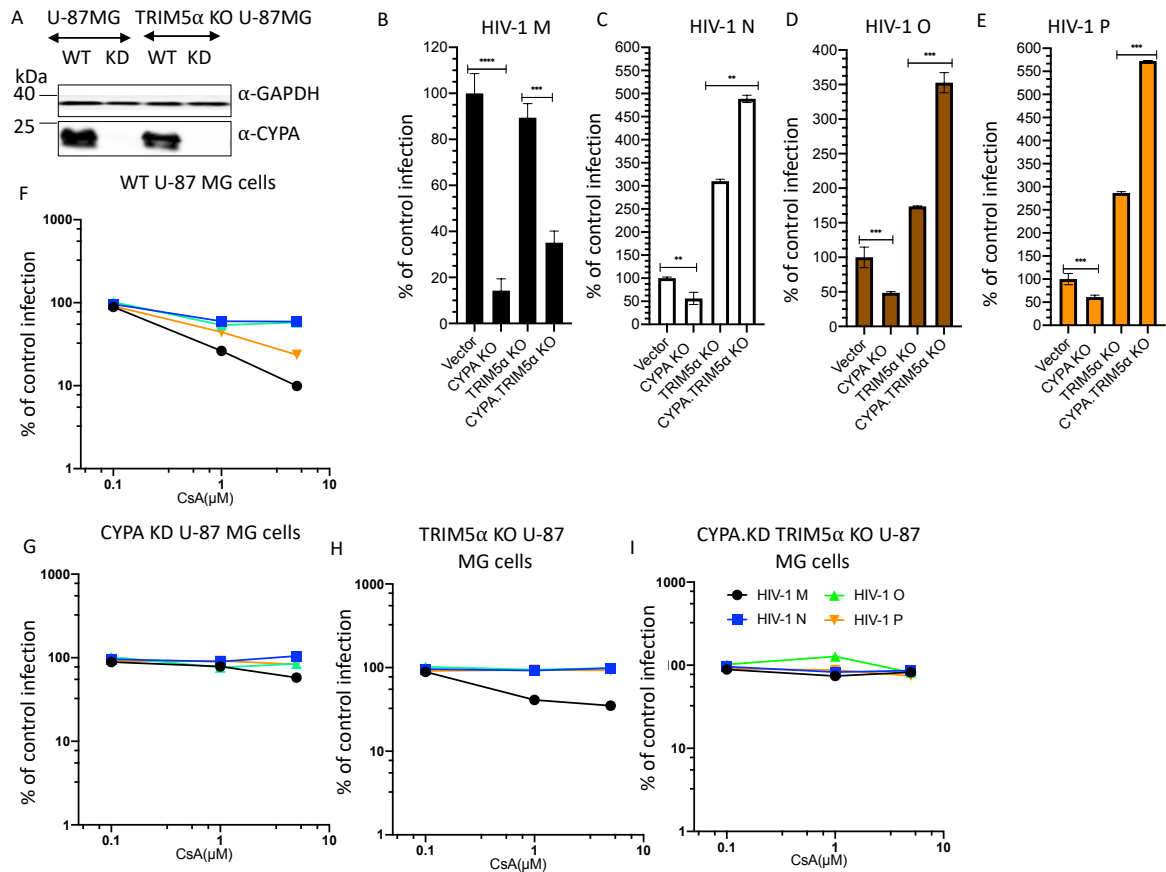 A
U-87MG
TRIM5α KO U-87MG
WT
KD
WT
KD
kDa
40
25
α-GAPDH
α-CYPA
B
HIV-1 M
% of control infection
120
100
80
60
40
20
0
****
***
Vector
CYPA KO
TRIM5α KO
CYPA.TRIM5α KO
C
HIV-1 N
% of control infection
600
550
500
450
400
350
300
250
200
150
100
50
0
**
**
Vector
CYPA KO
TRIM5α KO
CYPA.TRIM5α KO
D
HIV-1 O
% of control infection
400
350
300
250
200
150
100
50
0
***
***
Vector
CYPA KO
TRIM5α KO
CYPA.TRIM5α KO
E
HIV-1 P
% of control infection
600
550
500
450
400
350
300
250
200
150
100
50
0
***
***
Vector
CYPA KO
TRIM5α KO
CYPA.TRIM5α KO
F
WT U-87 MG cells
% of control infection
1000
100
10
1
0.1
1
10
CsA(µM)
G
CYPA KD U-87 MG cells
% of control infection
1000
100
10
1
0.1
1
10
CsA(µM)
H
TRIM5α KO U-87
MG cells
% of control infection
1000
100
10
1
0.1
1
10
CsA(µM)
I
CYPA.KD TRIM5α KO U-87
MG cells
HIV-1 M
HIV-1 O
HIV-1 N
HIV-1 P
% of control infection
1000
100
10
1
0.1
1
10
CsA(µM)